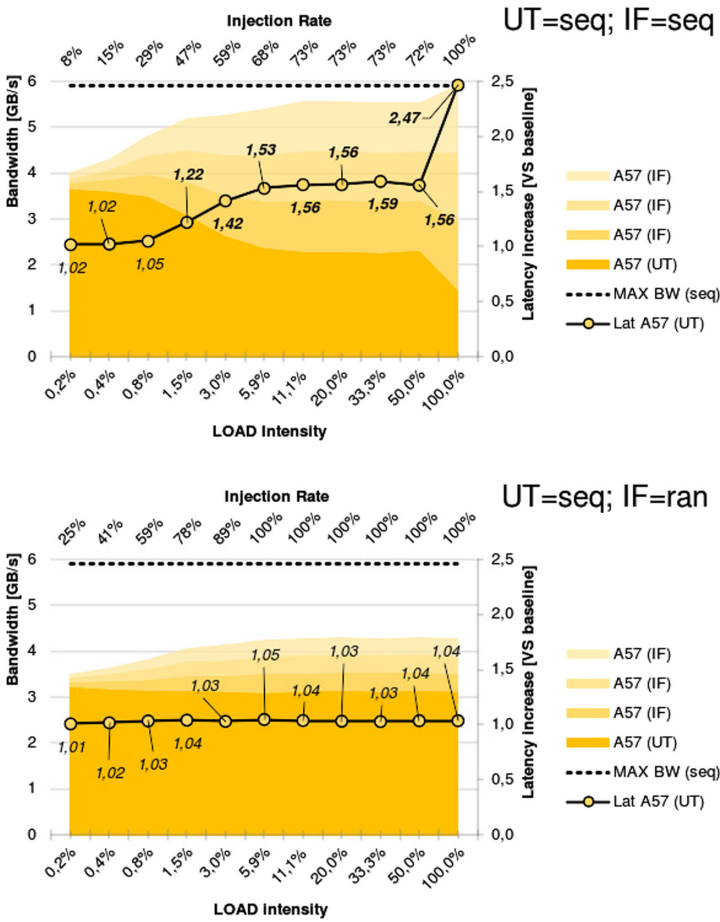 Injection Rate
UT=seq; IF=seq
8% 15% 29% 47% 59% 68% 73% 73% 73% 72% 100%
Bandwidth [GB/s]
6
5
4
3
2
1
0
2,5
2,0
1,5
1,0
0,5
0,0
Latency increase [VS baseline]
1,02
1,02
1,05
1,22
1,42
1,53
1,56
1,56
1,59
1,56
2,47
A57 (IF)
A57 (IF)
A57 (IF)
A57 (UT)
MAX BW (seq)
Lat A57 (UT)
0,2% 0,4% 0,8% 1,5% 3,0% 5,9% 11,1% 20,0% 33,3% 50,0% 100,0%
LOAD Intensity
Injection Rate
UT=seq; IF=ran
25% 41% 59% 78% 89% 100% 100% 100% 100% 100% 100%
Bandwidth [GB/s]
6
5
4
3
2
1
0
2,5
2,0
1,5
1,0
0,5
0,0
Latency increase [VS baseline]
1,01
1,02
1,03
1,04
1,03
1,05
1,04
1,03
1,03
1,04
1,04
A57 (IF)
A57 (IF)
A57 (IF)
A57 (UT)
MAX BW (seq)
Lat A57 (UT)
0,2% 0,4% 0,8% 1,5% 3,0% 5,9% 11,1% 20,0% 33,3% 50,0% 100,0%
LOAD intensity